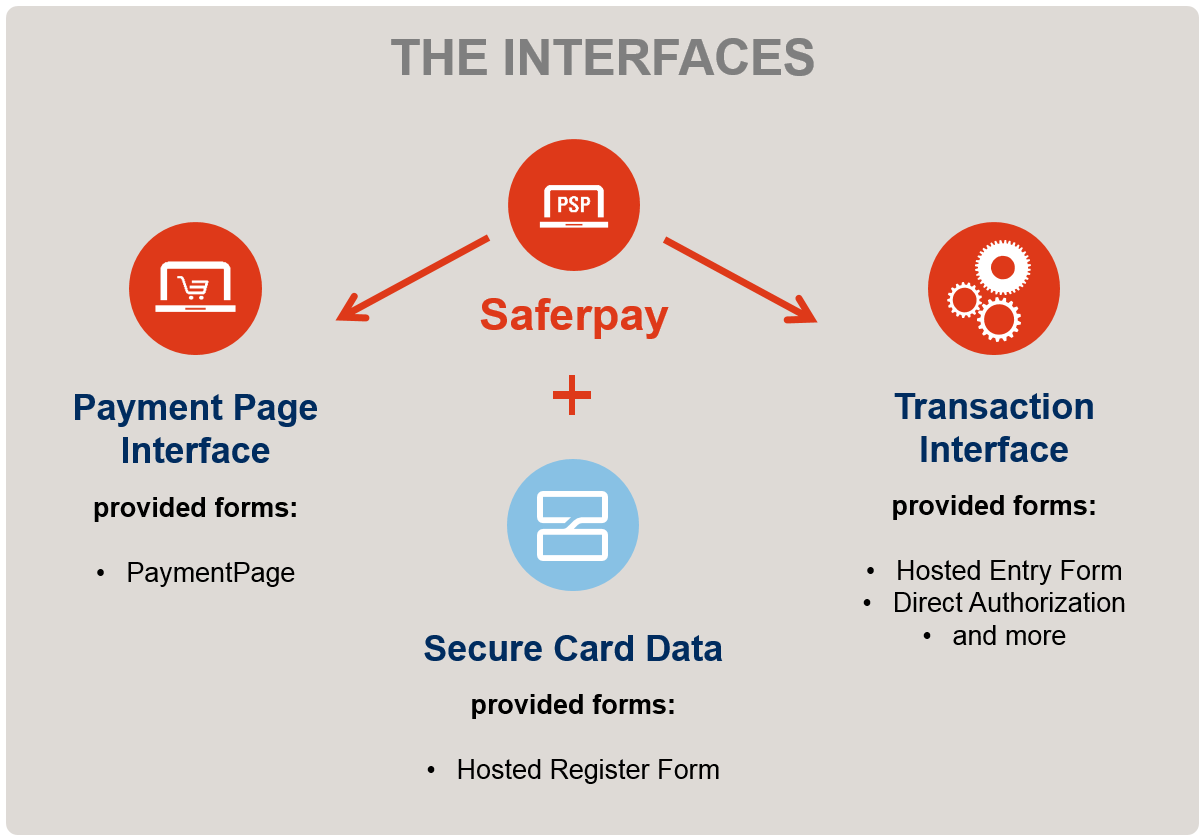 THE INTERFACES
PSP
Saferpay
+
Payment Page
Interface
provided forms:
• PaymentPage
Secure Card Data
provided forms:
• Hosted Register Form
Transaction
Interface
provided forms:
• Hosted Entry Form
• Direct Authorization
• and more